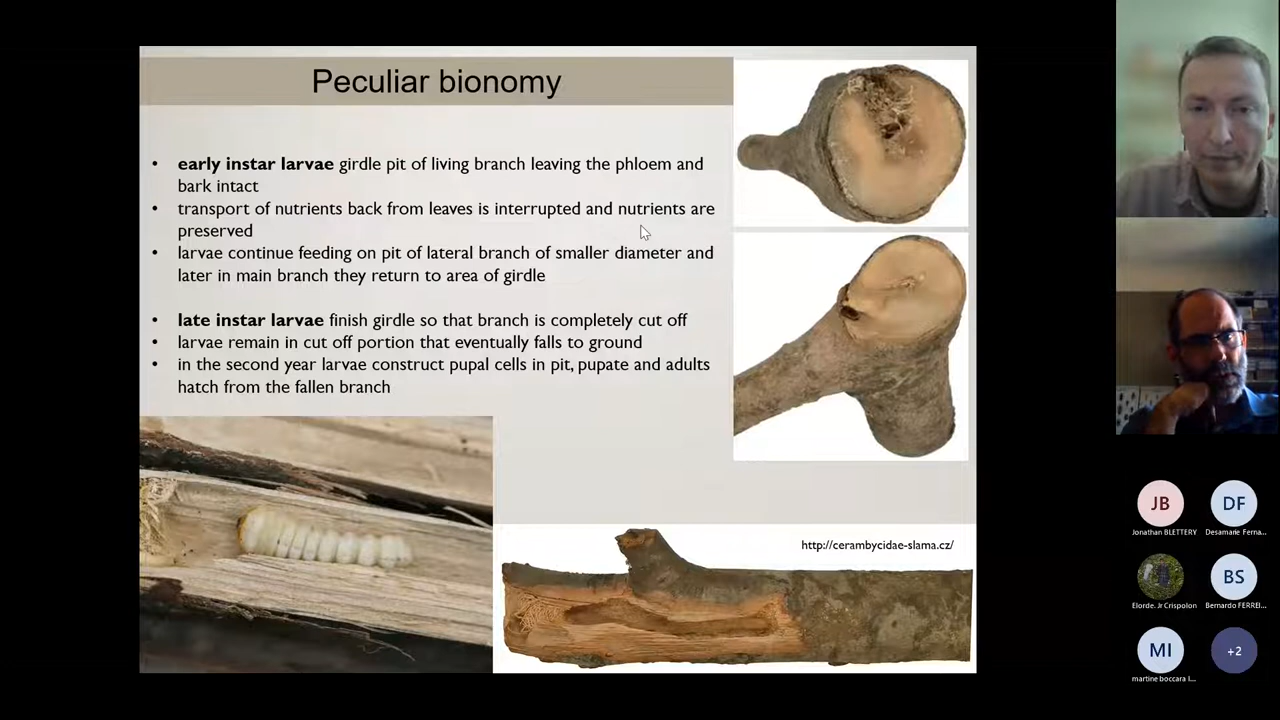 Peculiar bionomy
• early instar larvae girdle pit of living branch leaving the phloem and
bark intact
• transport of nutrients back from leaves is interrupted and nutrients are
preserved
• larvae continue feeding on pit of lateral branch of smaller diameter and
later in main branch they return to area of girdle
• late instar larvae finish girdle so that branch is completely cut off
• larvae remain in cut off portion that eventually falls to ground
• in the second year larvae construct pupal cells in pit, pupate and adults
hatch from the fallen branch
http://cerambycidae-slama.cz/
JB
DF
Jonathan BLETTERY
Desamarie Ferna...
BS
Elorde. Jr Crispolon
Bernardo FERREI...
MI
+2
martine boccara I...